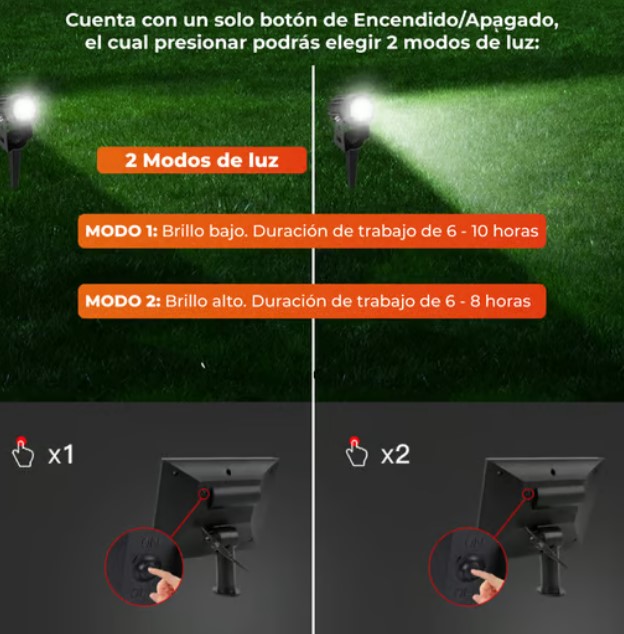 Cuenta con un solo botón de Encendido/Apagado,
el cual presionar podrás elegir 2 modos de luz:
2 Modos de luz
MODO 1: Brillo bajo. Duración de trabajo de 6 - 10 horas
MODO 2: Brillo alto. Duración de trabajo de 6 - 8 horas
x1
x2